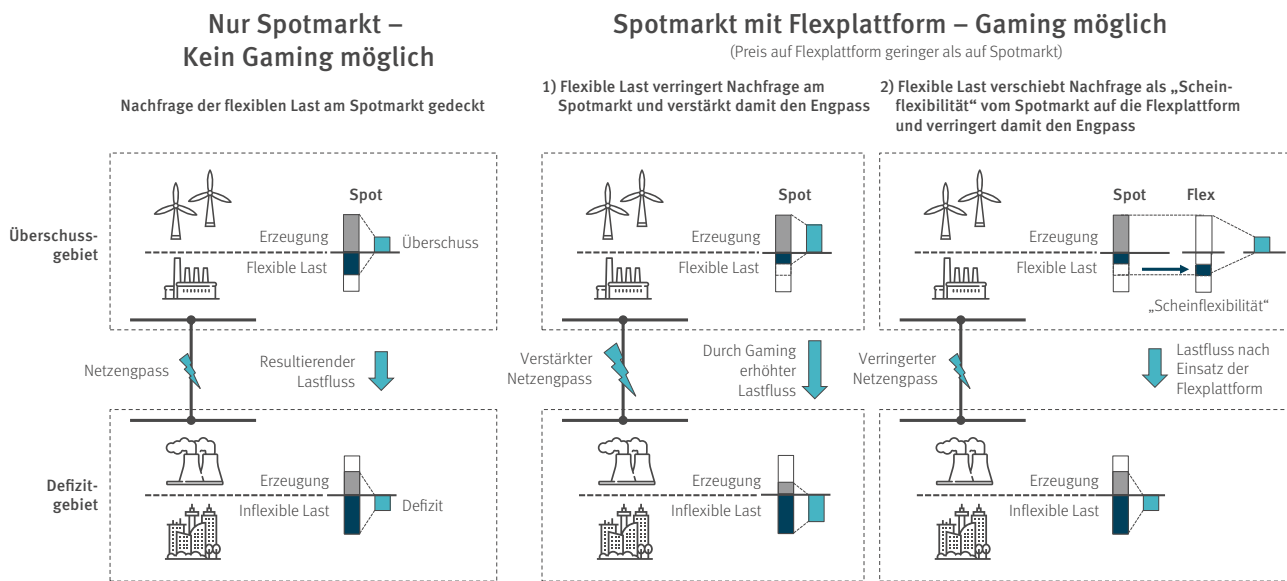 Nur Spotmarkt –
Kein Gaming möglich
Nachfrage der flexiblen Last am Spotmarkt gedeckt
Spotmarkt mit Flexplattform – Gaming möglich
(Preis auf Flexplattform geringer als auf Spotmarkt)
1) Flexible Last verringert Nachfrage am
Spotmarkt und verstärkt damit den Engpass
2) Flexible Last verschiebt Nachfrage als „Schein-
flexibilität“ vom Spotmarkt auf die Flexplattform
und verringert damit den Engpass
Überschuss-
gebiet
Spot
Erzeugung
Überschuss
Flexible Last
Spot
Erzeugung
Flexible Last
Spot
Flex
Erzeugung
Flexible Last
„Scheinflexibilität“
Netzengpass
Resultierender
Lastfluss
Verstärkter
Netzengpass
Durch Gaming
erhöhter
Lastfluss
Verringerter
Netzengpass
Lastfluss nach
Einsatz der
Flexplattform
Defizit-
gebiet
Erzeugung
Inflexible Last
Defizit
Erzeugung
Inflexible Last
Erzeugung
Inflexible Last